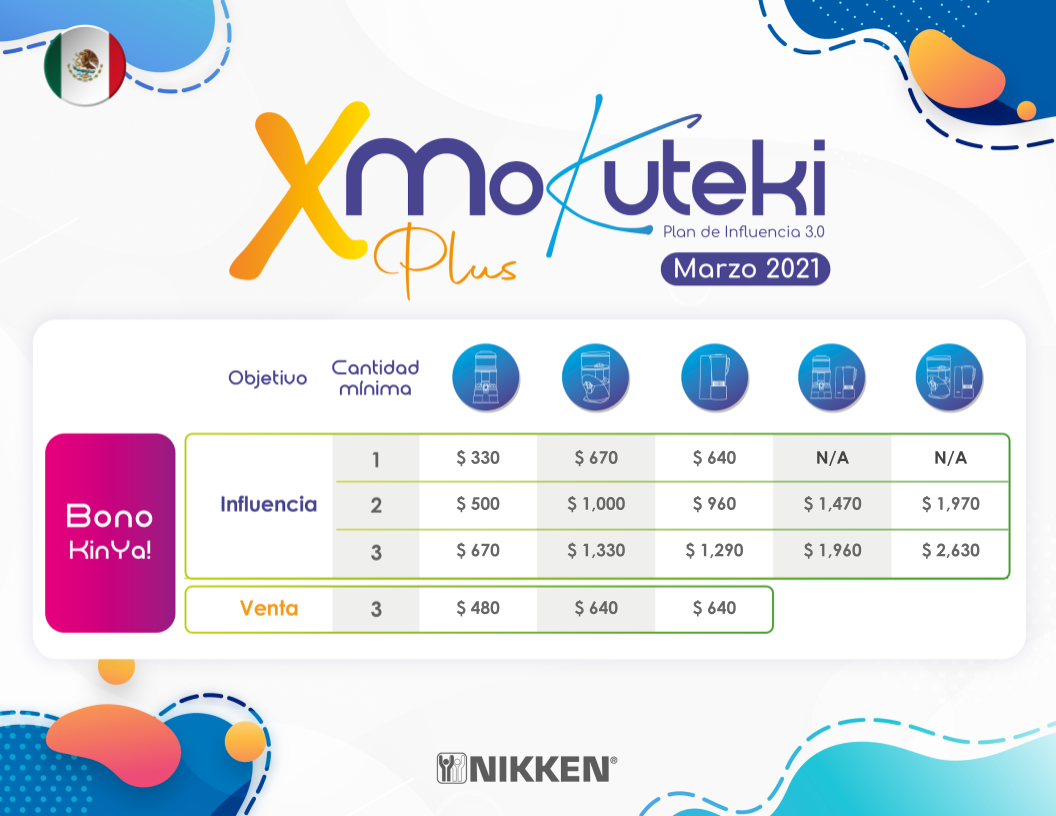 XMoKuteki
Plus
Plan de Influencia 3.0
Marzo 2021
Objetivo
Cantidad
mínima
Bono
KinYa!
Influencia
1 $ 330 $ 670 $ 640 N/A N/A
2 $ 500 $ 1,000 $ 960 $ 1,470 $ 1,970
3 $ 670 $ 1,330 $ 1,290 $ 1,960 $ 2,630
Venta 3 $ 480 $ 640 $ 640
NIKKEN®